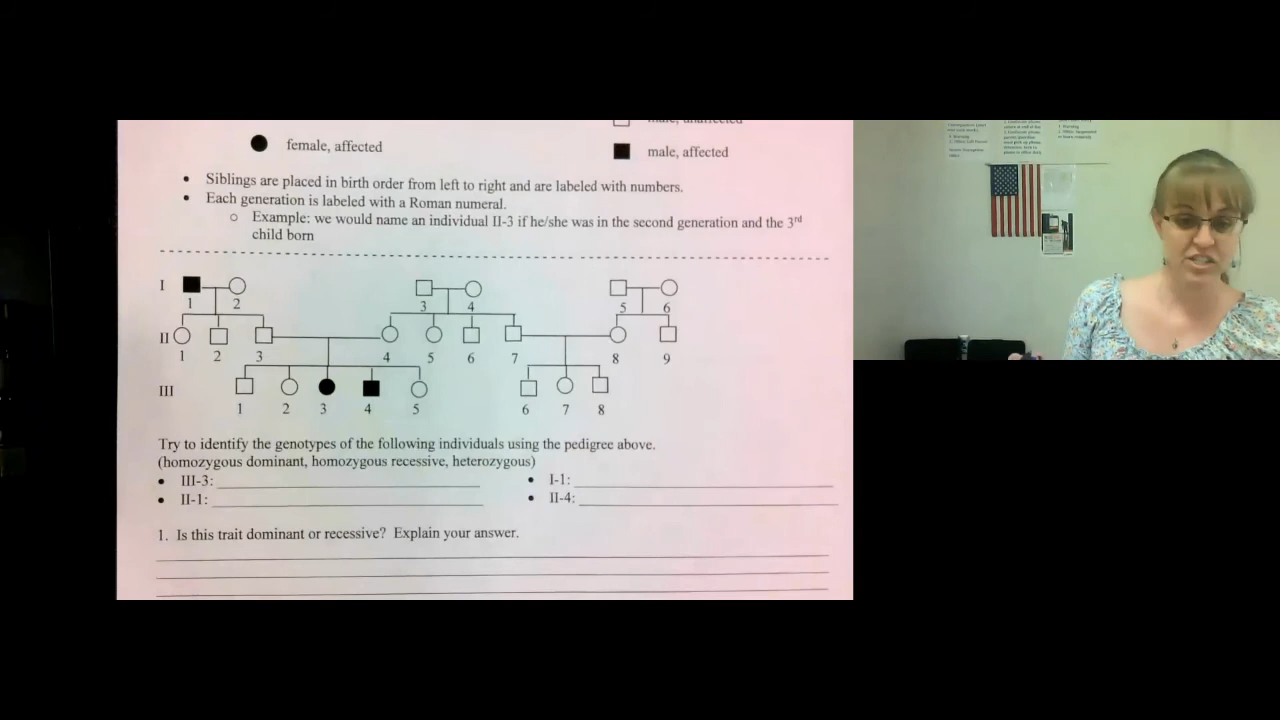 male, unaffected
female, affected
male, affected
• Siblings are placed in birth order from left to right and are labeled with numbers.
• Each generation is labeled with a Roman numeral.
o Example: we would name an individual II-3 if he/she was in the second generation and the 3rd
child born
I
1 2 3 4 5 6
II
1 2 3 4 5 6 7 8 9
III
1 2 3 4 5 6 7 8
Try to identify the genotypes of the following individuals using the pedigree above.
(homozygous dominant, homozygous recessive, heterozygous)
• III-3: • I-1:
• II-1: • II-4:
1. Is this trait dominant or recessive? Explain your answer.